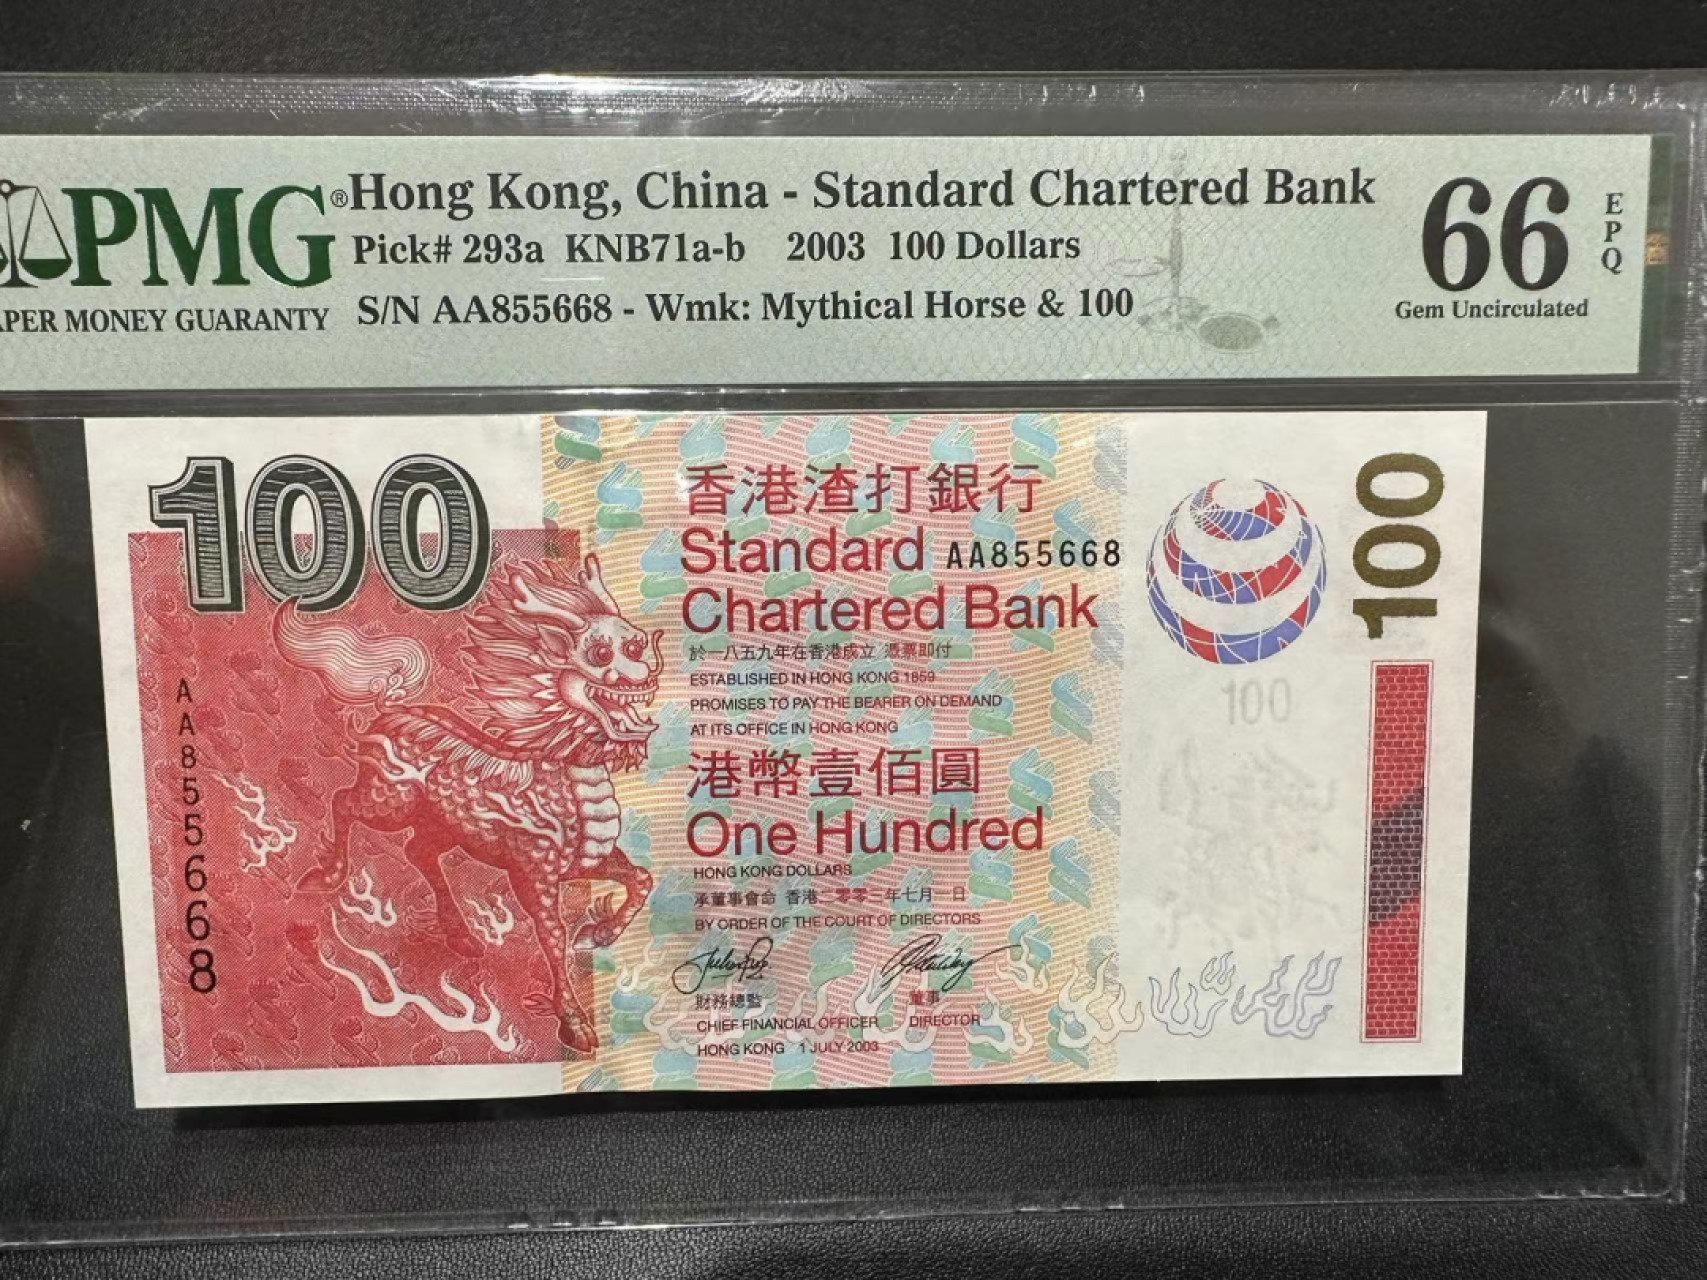 PMG® Hong Kong, China - Standard Chartered Bank
Pick# 293a KNB71a-b 2003 100 Dollars
S/N AA855668 - Wmk: Mythical Horse & 100
MONEY GUARANTY
66 EPQ
Gem Uncirculated
100
香港渣打銀行
Standard AA855668
Chartered Bank
於一八五九年在香港成立 憑票即付
ESTABLISHED IN HONG KONG 1859
PROMISES TO PAY THE BEARER ON DEMAND
AT ITS OFFICE IN HONG KONG
港幣壹佰圓
One Hundred
HONG KONG DOLLARS
承董事會命 香港二零零三年七月一日
BY ORDER OF THE COURT OF DIRECTORS
財務總監 董事
CHIEF FINANCIAL OFFICER DIRECTOR
HONG KONG 1 JULY 2003
AA855668
100
100